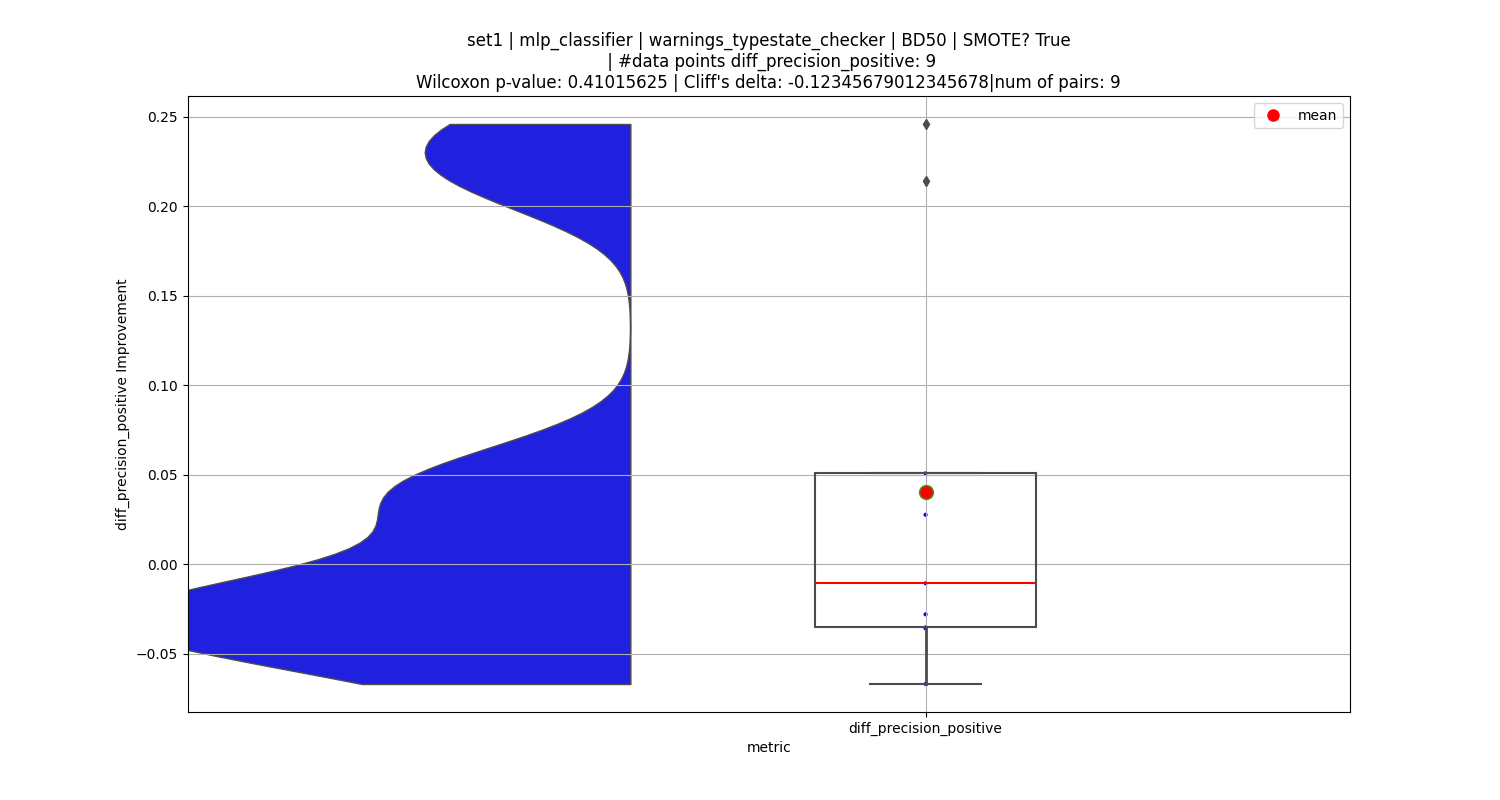 set1 | mlp_classifier | warnings_typestate_checker | BD50 | SMOTE? True
| #data points diff_precision_positive: 9
Wilcoxon p-value: 0.41015625 | Cliff's delta: -0.12345679012345678|num of pairs: 9
mean
0.25
0.20
0.15
0.10
0.05
0.00
−0.05
diff_precision_positive Improvement
diff_precision_positive
metric